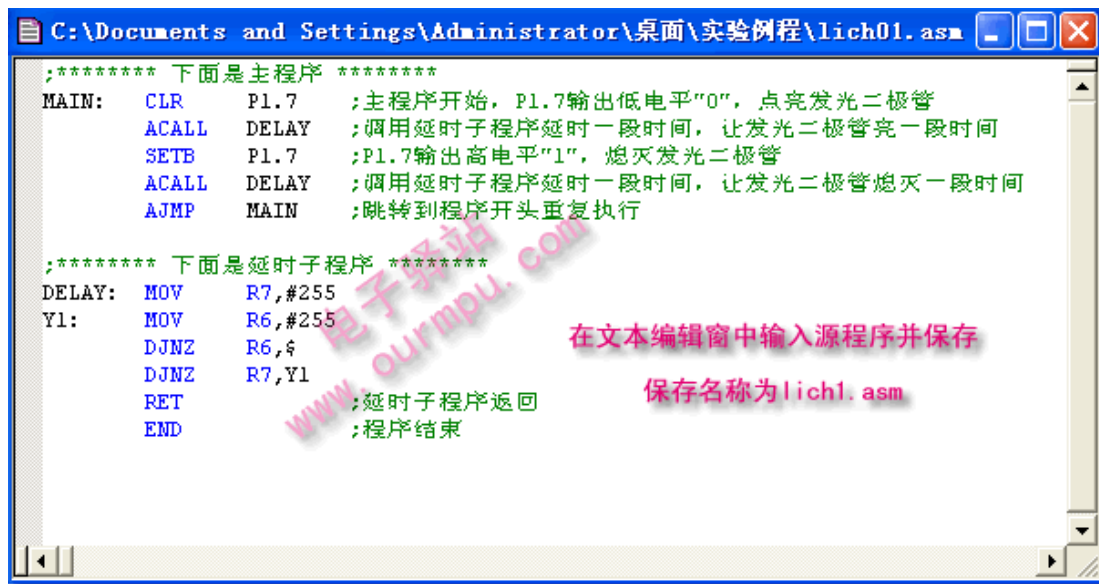 C:\Documents and Settings\Administrator\桌面\实验例程\lich01.asm
;******** 下面是主程序 ********
MAIN: CLR P1.7 ;主程序开始，P1.7输出低电平"0"，点亮发光二极管
ACALL DELAY ;调用延时子程序延时一段时间，让发光二极管亮一段时间
SETB P1.7 ;P1.7输出高电平"1"，熄灭发光二极管
ACALL DELAY ;调用延时子程序延时一段时间，让发光二极管熄灭一段时间
AJMP MAIN ;跳转到程序开头重复执行
;******** 下面是延时子程序 ********
DELAY: MOV R7,#255
Y1: MOV R6,#255
DJNZ R6,$
DJNZ R7,Y1
RET ;延时子程序返回
END ;程序结束
在文本编辑窗中输入源程序并保存
保存名称为lich1.asm
电子驿站
www.ourmpu.com